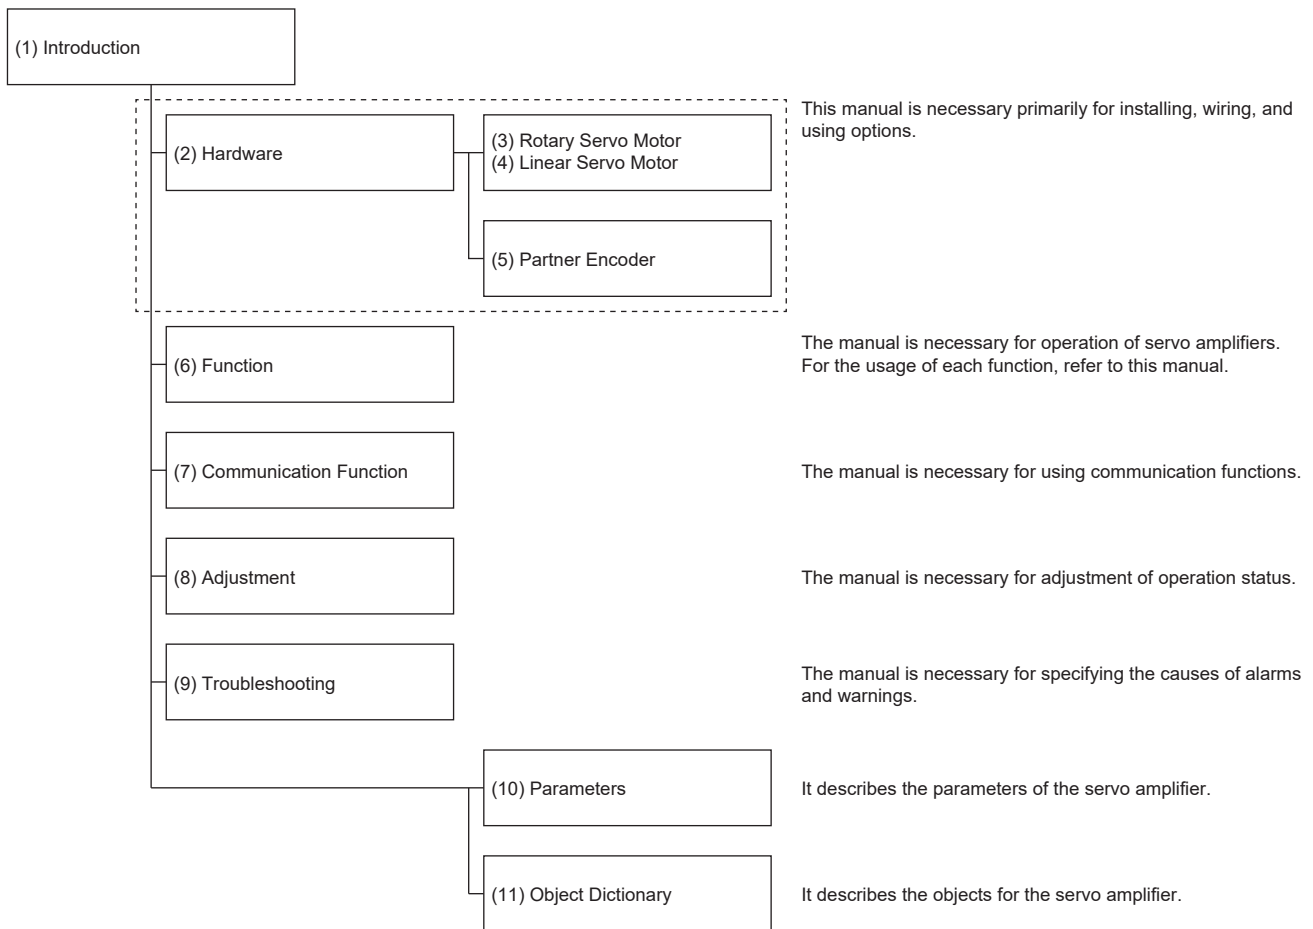 (1) Introduction
This manual is necessary primarily for installing, wiring, and
using options.
(2) Hardware
(3) Rotary Servo Motor
(4) Linear Servo Motor
(5) Partner Encoder
(6) Function
The manual is necessary for operation of servo amplifiers.
For the usage of each function, refer to this manual.
(7) Communication Function
The manual is necessary for using communication functions.
(8) Adjustment
The manual is necessary for adjustment of operation status.
(9) Troubleshooting
The manual is necessary for specifying the causes of alarms
and warnings.
(10) Parameters
It describes the parameters of the servo amplifier.
(11) Object Dictionary
It describes the objects for the servo amplifier.